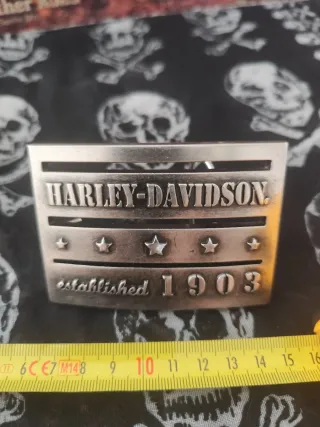 HARLEY-DAVIDSON.
established 1903
6 CE 7 M14 8 9 10 11 12 13 14 15 16